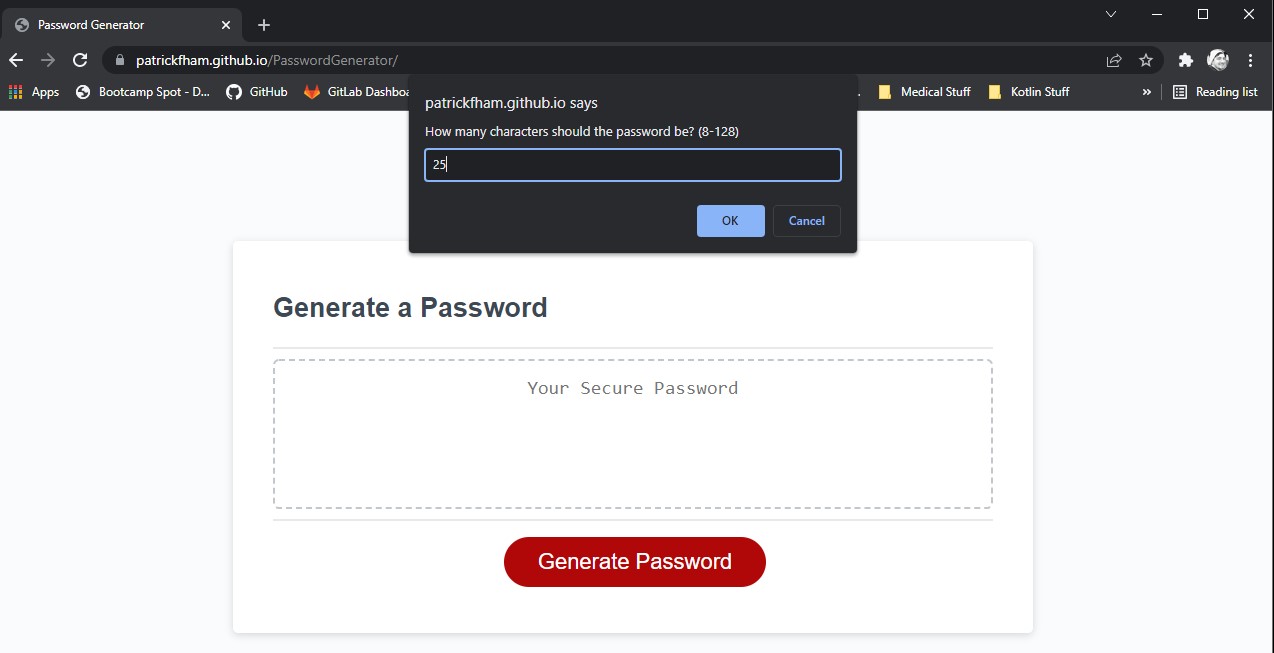 Password Generator
patrickfham.github.io/PasswordGenerator/
Apps Bootcamp Spot - D... GitHub GitLab Dashboa . Medical Stuff Kotlin Stuff » Reading list
patrickfham.github.io says
How many characters should the password be? (8-128)
25
OK Cancel
Generate a Password
Your Secure Password
Generate Password